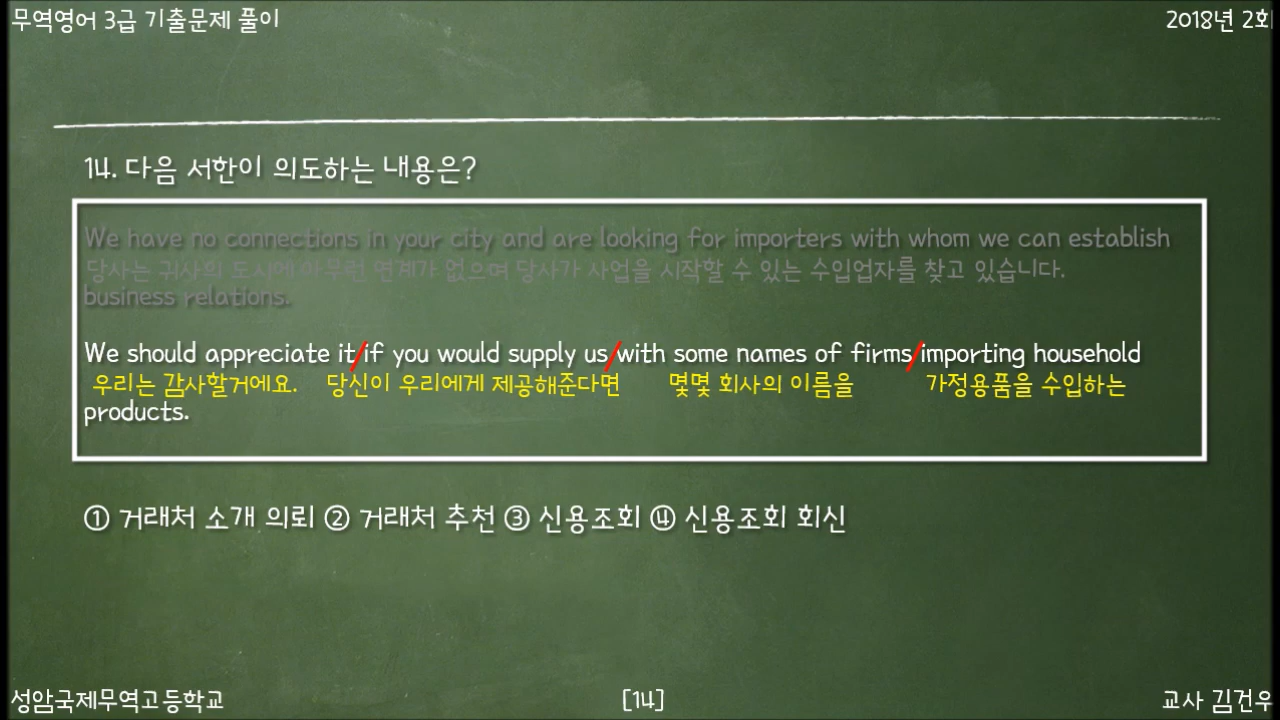 무역영어 3급 기출문제 풀이
2018년 2회
14. 다음 서한이 의도하는 내용은?
We have no connections in your city and are looking for importers with whom we can establish
당사는 귀사의 도시에 아무런 연계가 없으며 당사가 사업을 시작할 수 있는 수입업자를 찾고 있습니다.
business relations.
We should appreciate it/if you would supply us/with some names of firms/importing household
우리는 감사할거에요. 당신이 우리에게 제공해준다면 몇몇 회사의 이름을 가정용품을 수입하는
products.
① 거래처 소개 의뢰 ② 거래처 추천 ③ 신용조회 ④ 신용조회 회신
성암국제무역고등학교
[14]
교사 김건우